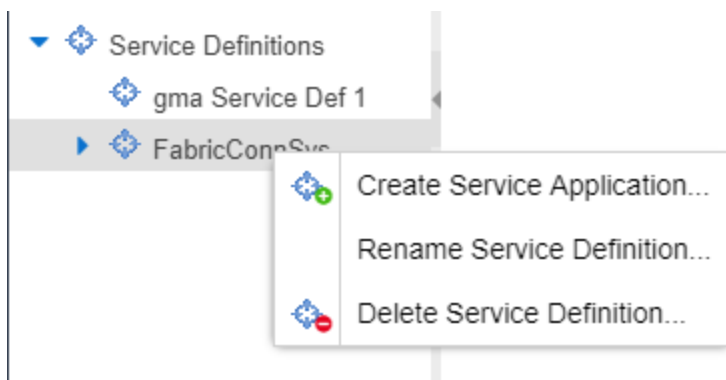 Service Definitions
gma Service Def 1
FabricConnSys
Create Service Application...
Rename Service Definition...
Delete Service Definition...